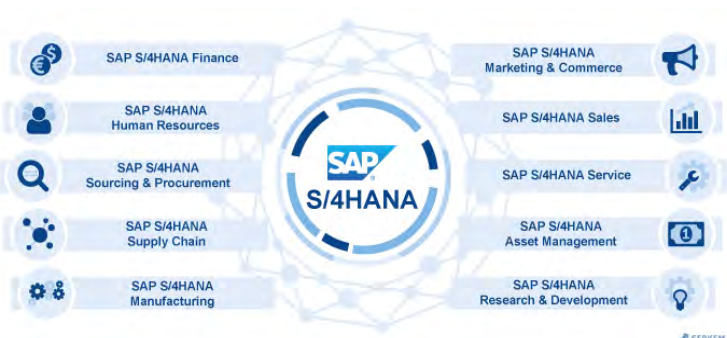 SAP S/4HANA Finance
SAP S/4HANA
Human Resources
SAP S/4HANA
Sourcing & Procurement
SAP S/4HANA
Supply Chain
SAP S/4HANA
Manufacturing
SAP
S/4HANA
SAP S/4HANA
Marketing & Commerce
SAP S/4HANA Sales
SAP S/4HANA Service
SAP S/4HANA
Asset Management
SAP S/4HANA
Research & Development